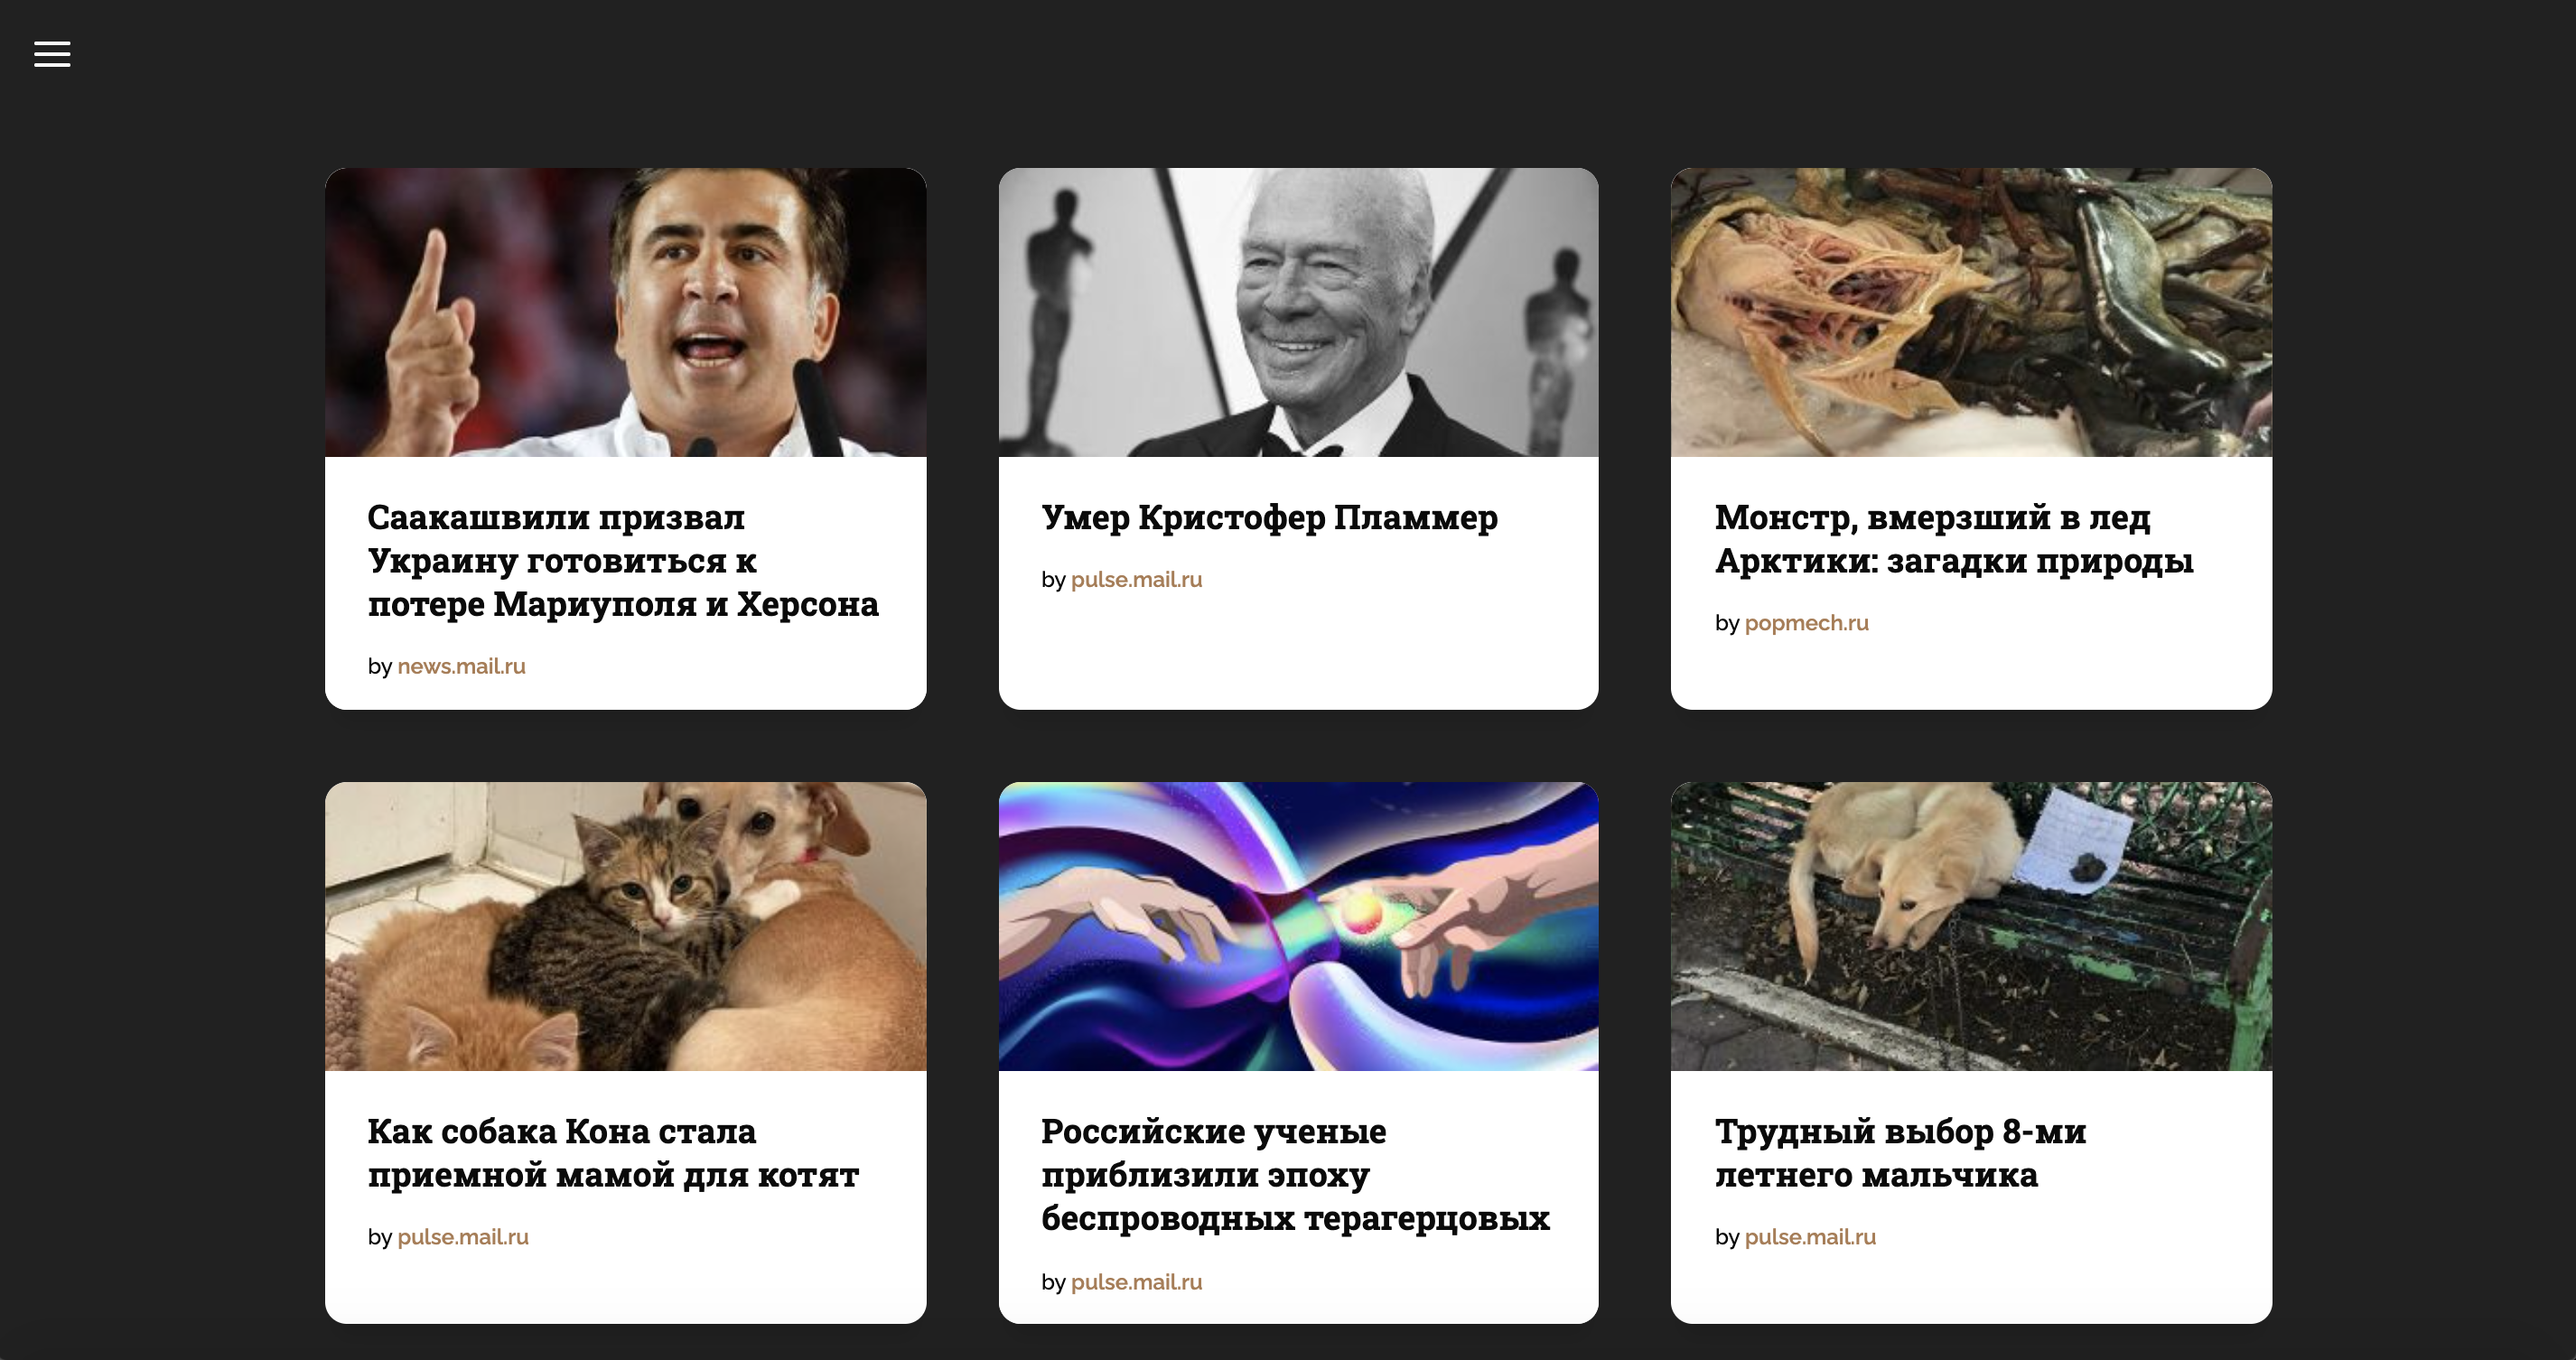 Саакашвили призвал
Украину готовиться к
потере Мариуполя и Херсона
by news.mail.ru
Умер Кристофер Пламмер
by pulse.mail.ru
Монстр, вмерзший в лед
Арктики: загадки природы
by popmech.ru
Как собака Кона стала
приемной мамой для котят
by pulse.mail.ru
Российские ученые
приблизили эпоху
беспроводных терагерцовых
by pulse.mail.ru
Трудный выбор 8-ми
летнего мальчика
by pulse.mail.ru